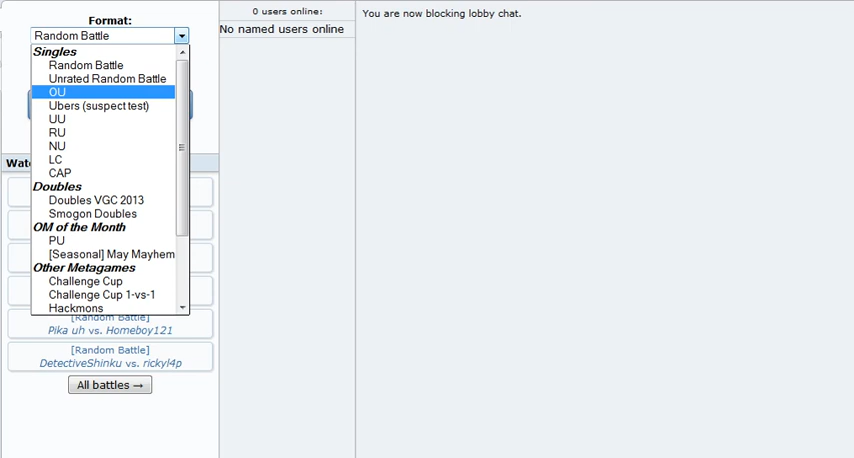 Format:
Random Battle
Singles
Random Battle
Unrated Random Battle
OU
Ubers (suspect test)
UU
RU
NU
LC
CAP
Doubles
Doubles VGC 2013
Smogon Doubles
OM of the Month
PU
[Seasonal] May Mayhem
Other Metagames
Challenge Cup
Challenge Cup 1-vs-1
Hackmons
Wat
[Random Battle]
Pika uh vs. Homeboy121
[Random Battle]
DetectiveShinku vs. rickyl4p
All battles →
0 users online:
No named users online
You are now blocking lobby chat.